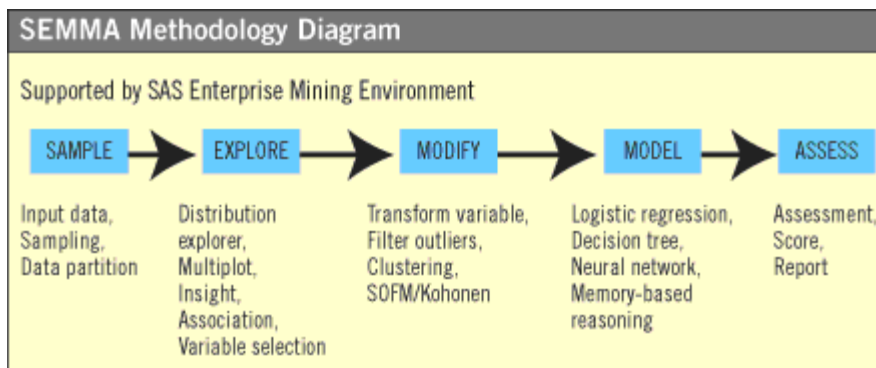 SEMMA Methodology Diagram
Supported by SAS Enterprise Mining Environment
SAMPLE
EXPLORE
MODIFY
MODEL
ASSESS
Input data,
Sampling,
Data partition
Distribution
explorer,
Multiplot,
Insight,
Association,
Variable selection
Transform variable,
Filter outliers,
Clustering,
SOFM/Kohonen
Logistic regression,
Decision tree,
Neural network,
Memory-based
reasoning
Assessment,
Score,
Report